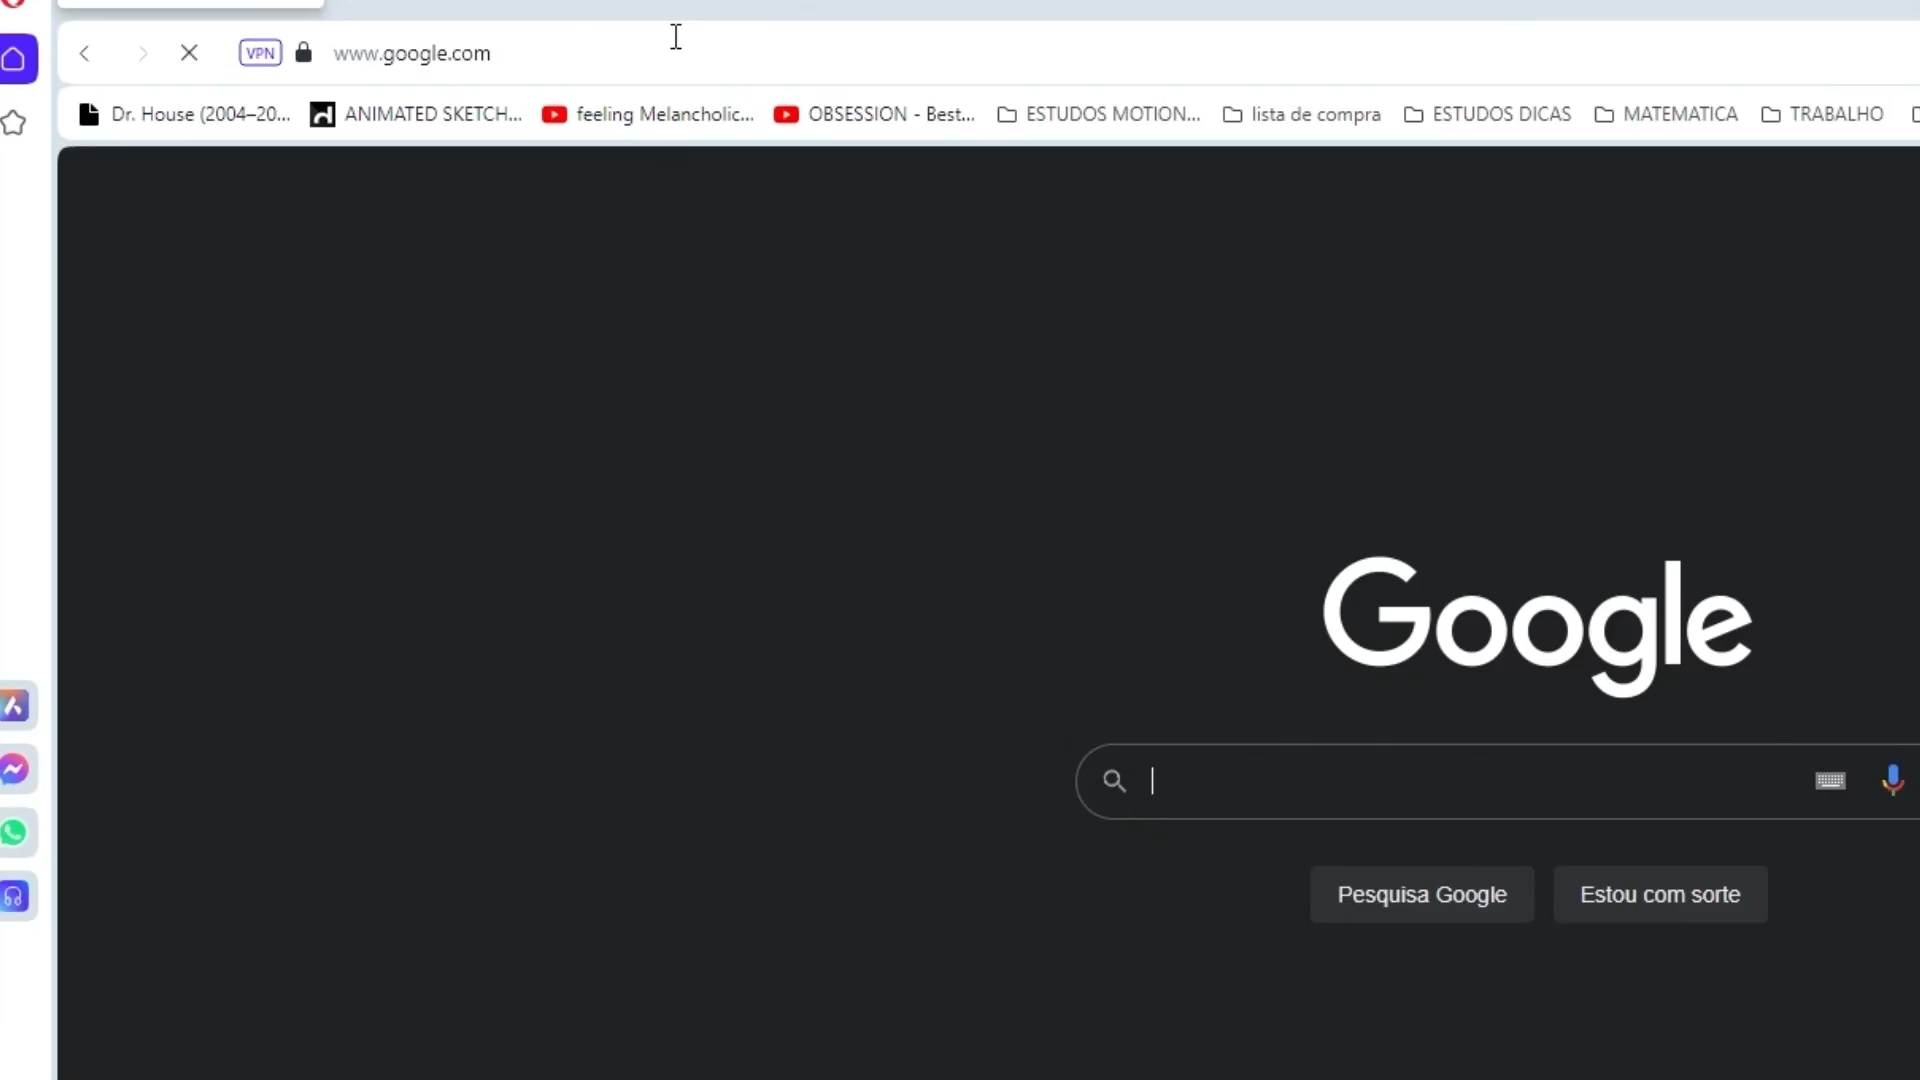 VPN www.google.com
Dr. House (2004–20... ANIMATED SKETCH... feeling Melancholic... OBSESSION - Best... ESTUDOS MOTION... lista de compra ESTUDOS DICAS MATEMATICA TRABALHO
Google
Pesquisa Google Estou com sorte